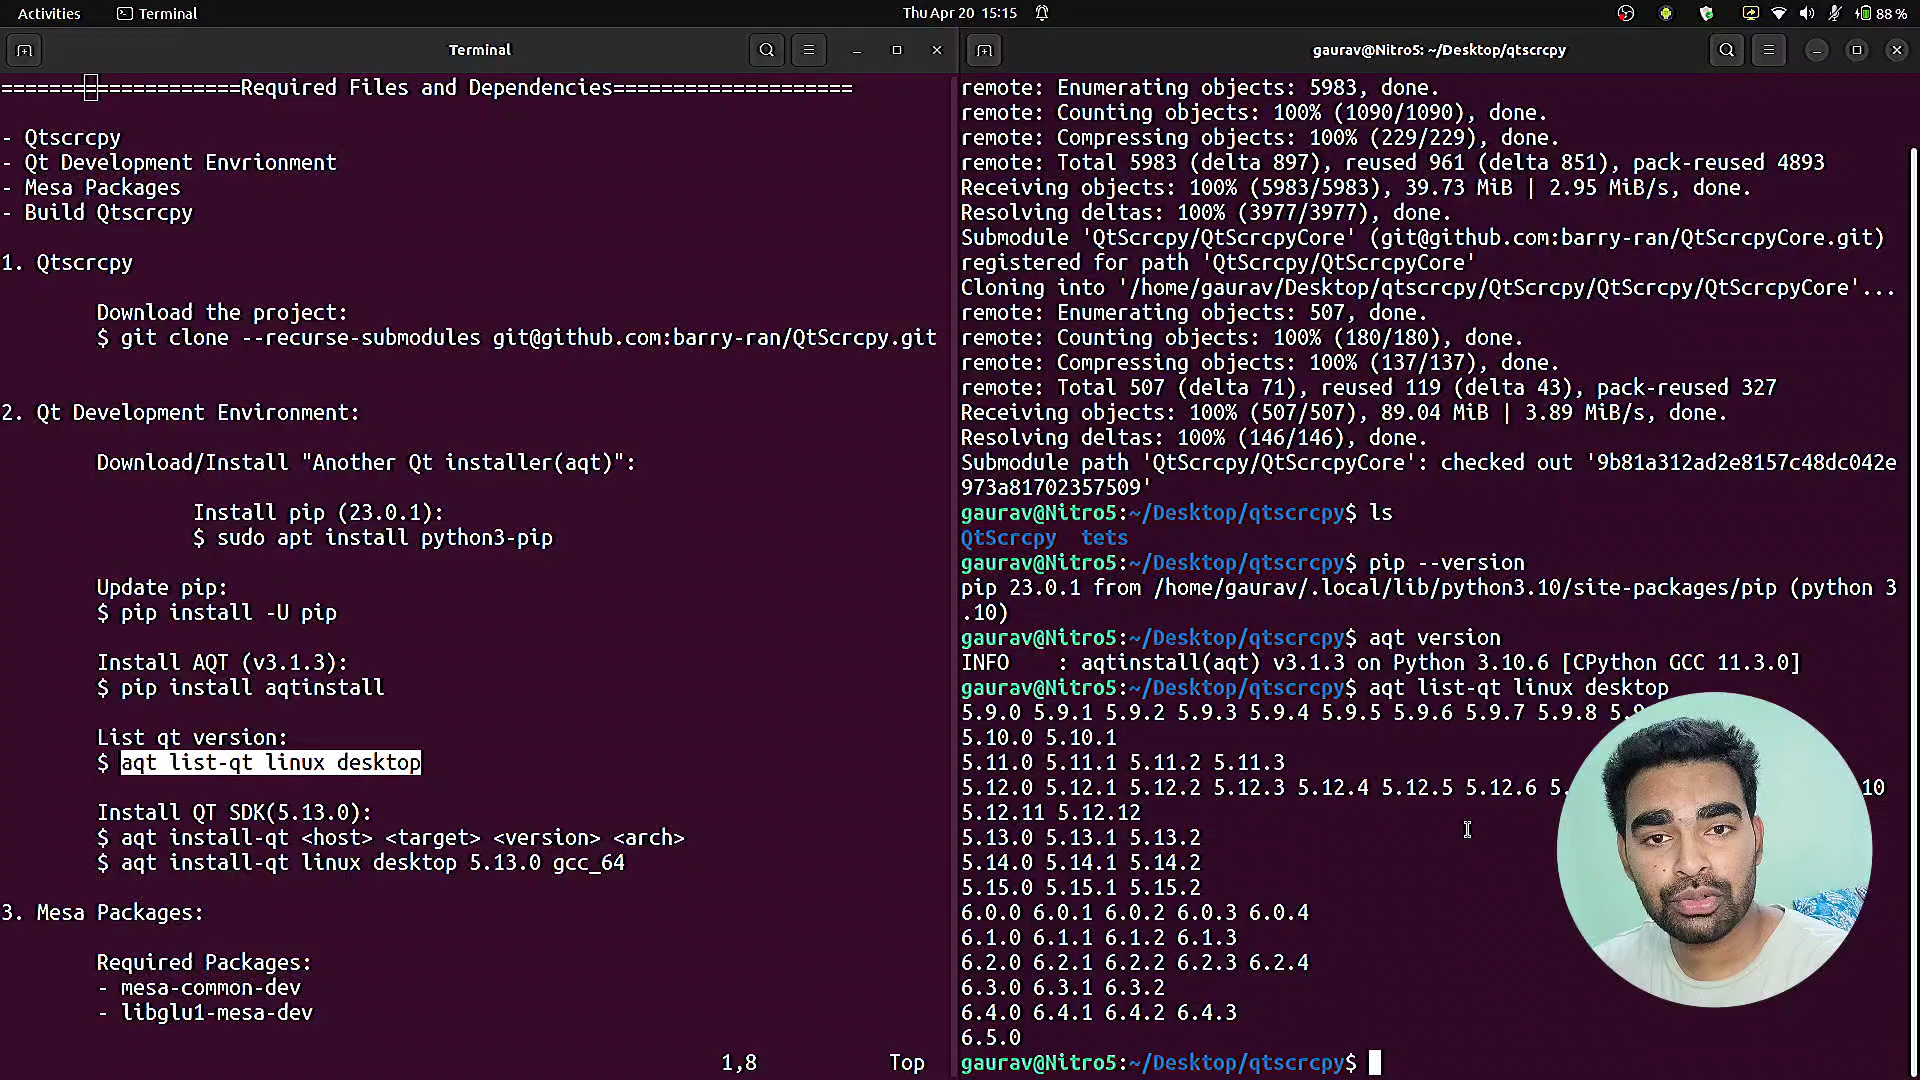 Activities
Terminal
Thu Apr 20 15:15
88 %
Terminal
gaurav@Nitro5: ~/Desktop/qtscrcpy
====================Required Files and Dependencies====================
- Qtscrcpy
- Qt Development Envrionment
- Mesa Packages
- Build Qtscrcpy
1. Qtscrcpy
Download the project:
$ git clone --recurse-submodules git@github.com:barry-ran/QtScrcpy.git
2. Qt Development Environment:
Download/Install "Another Qt installer(aqt)":
Install pip (23.0.1):
$ sudo apt install python3-pip
Update pip:
$ pip install -U pip
Install AQT (v3.1.3):
$ pip install aqtinstall
List qt version:
$ aqt list-qt linux desktop
Install QT SDK(5.13.0):
$ aqt install-qt <host> <target> <version> <arch>
$ aqt install-qt linux desktop 5.13.0 gcc_64
3. Mesa Packages:
Required Packages:
- mesa-common-dev
- libglu1-mesa-dev
1,8
Top
remote: Enumerating objects: 5983, done.
remote: Counting objects: 100% (1090/1090), done.
remote: Compressing objects: 100% (229/229), done.
remote: Total 5983 (delta 897), reused 961 (delta 851), pack-reused 4893
Receiving objects: 100% (5983/5983), 39.73 MiB | 2.95 MiB/s, done.
Resolving deltas: 100% (3977/3977), done.
Submodule 'QtScrcpy/QtScrcpyCore' (git@github.com:barry-ran/QtScrcpyCore.git)
registered for path 'QtScrcpy/QtScrcpyCore'
Cloning into '/home/gaurav/Desktop/qtscrcpy/QtScrcpy/QtScrcpy/QtScrcpyCore'...
remote: Enumerating objects: 507, done.
remote: Counting objects: 100% (180/180), done.
remote: Compressing objects: 100% (137/137), done.
remote: Total 507 (delta 71), reused 119 (delta 43), pack-reused 327
Receiving objects: 100% (507/507), 89.04 MiB | 3.89 MiB/s, done.
Resolving deltas: 100% (146/146), done.
Submodule path 'QtScrcpy/QtScrcpyCore': checked out '9b81a312ad2e8157c48dc042e
973a81702357509'
gaurav@Nitro5:~/Desktop/qtscrcpy$ ls
QtScrcpy tets
gaurav@Nitro5:~/Desktop/qtscrcpy$ pip --version
pip 23.0.1 from /home/gaurav/.local/lib/python3.10/site-packages/pip (python 3
.10)
gaurav@Nitro5:~/Desktop/qtscrcpy$ aqt version
INFO : aqtinstall(aqt) v3.1.3 on Python 3.10.6 [CPython GCC 11.3.0]
gaurav@Nitro5:~/Desktop/qtscrcpy$ aqt list-qt linux desktop
5.9.0 5.9.1 5.9.2 5.9.3 5.9.4 5.9.5 5.9.6 5.9.7 5.9.8
5.10.0 5.10.1
5.11.0 5.11.1 5.11.2 5.11.3
5.12.0 5.12.1 5.12.2 5.12.3 5.12.4 5.12.5 5.12.6
5.12.11 5.12.12
5.13.0 5.13.1 5.13.2
5.14.0 5.14.1 5.14.2
5.15.0 5.15.1 5.15.2
6.0.0 6.0.1 6.0.2 6.0.3 6.0.4
6.1.0 6.1.1 6.1.2 6.1.3
6.2.0 6.2.1 6.2.2 6.2.3 6.2.4
6.3.0 6.3.1 6.3.2
6.4.0 6.4.1 6.4.2 6.4.3
6.5.0
gaurav@Nitro5:~/Desktop/qtscrcpy$